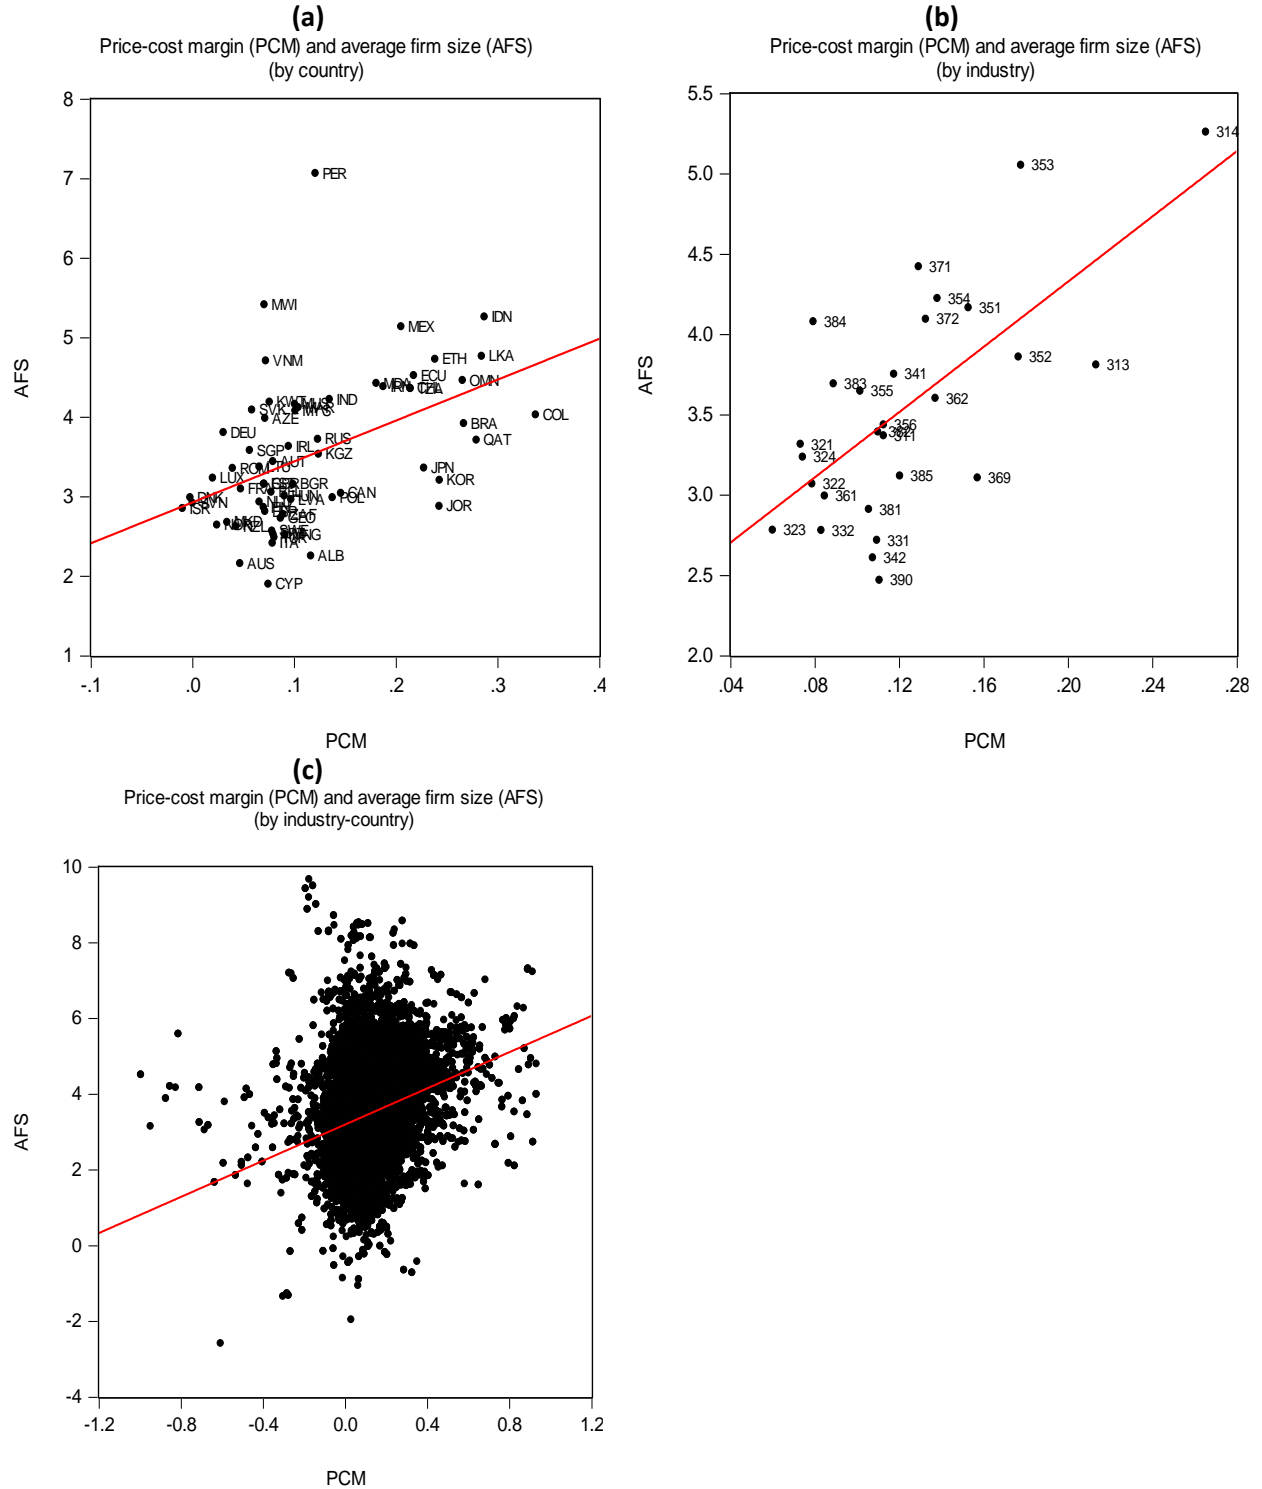 (a)
Price-cost margin (PCM) and average firm size (AFS)
(by country)
8
7
6
5
4
3
2
1
AFS
PER
MWI
IDN
MEX
VNM
ETH
LKA
ECU
OMN
IND
COL
SVK
AZE
BRA
DEU
RUS
QAT
SGP
IRL
KGZ
AUT
JPN
LUX
KOR
BGR
CAN
POL
LVA
JOR
ISR
ALB
ITA
AUS
CYP
-.1
.0
.1
.2
.3
.4
PCM
(b)
Price-cost margin (PCM) and average firm size (AFS)
(by industry)
5.5
5.0
4.5
4.0
3.5
3.0
2.5
2.0
AFS
314
353
371
354
351
384
372
352
313
341
383
355
362
356
382
311
321
324
385
369
322
361
381
323
332
331
342
390
.04
.08
.12
.16
.20
.24
.28
PCM
(c)
Price-cost margin (PCM) and average firm size (AFS)
(by industry-country)
10
8
6
4
2
0
-2
-4
AFS
-1.2
-0.8
-0.4
0.0
0.4
0.8
1.2
PCM